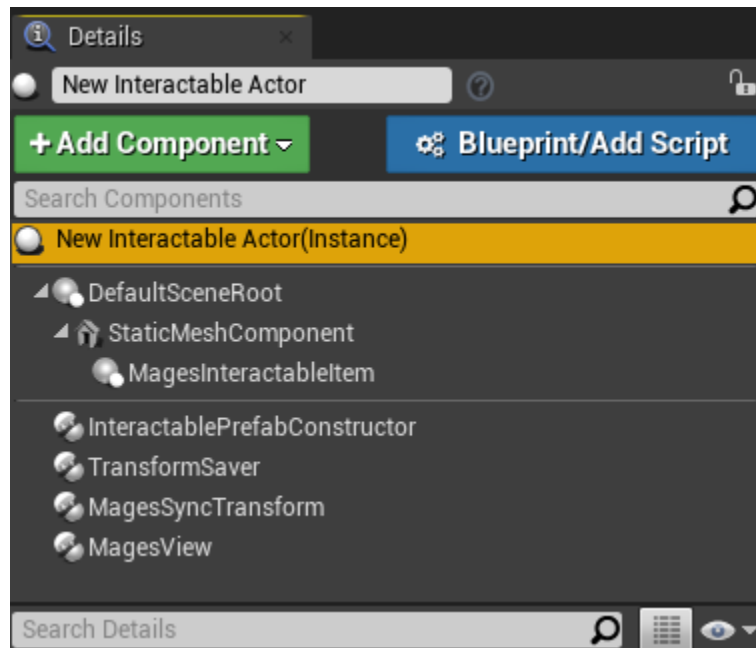 Details
New Interactable Actor
+ Add Component Blueprint/Add Script
Search Components
New Interactable Actor(Instance)
DefaultSceneRoot
StaticMeshComponent
MagesInteractableItem
InteractablePrefabConstructor
TransformSaver
MagesSyncTransform
MagesView
Search Details